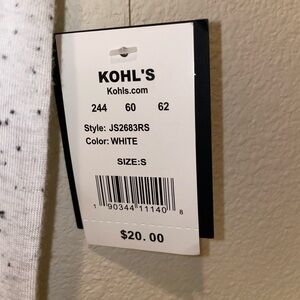 KOHL'S
Kohls.com
244 60 62
Style: JS2683RS
Color: WHITE
SIZE:S
1 90344 11140 8
$20.00